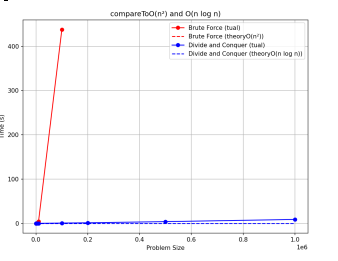 compareToO(n²) and O(n log n)
Brute Force (tual)
Brute Force (theoryO(n²))
Divide and Conquer (tual)
Divide and Conquer (theoryO(n log n))
400
300
200
100
0
Time (s)
0.0 0.2 0.4 0.6 0.8 1.0
1e6
Problem Size